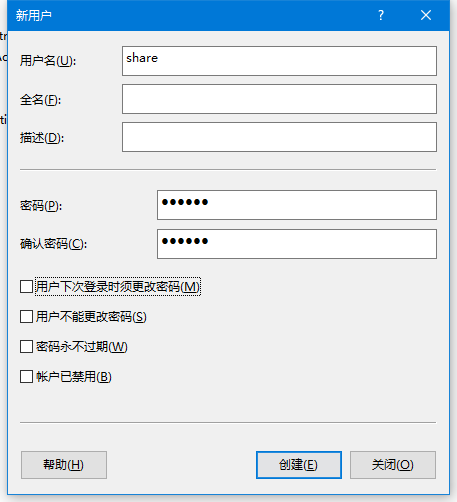 新用户
?
用户名(U):
share
全名(F):
描述(D):
密码(P):
••••••
确认密码(C):
••••••
用户下次登录时须更改密码(M)
用户不能更改密码(S)
密码永不过期(W)
帐户已禁用(B)
帮助(H)
创建(E)
关闭(O)